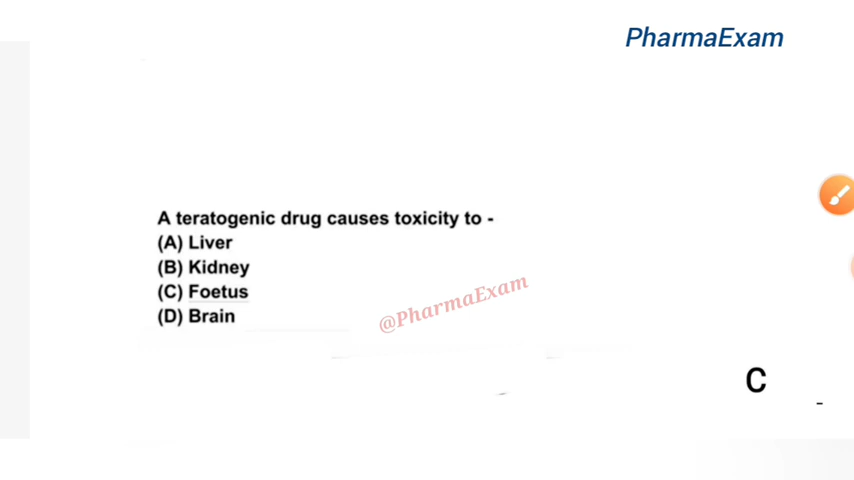 PharmaExam
A teratogenic drug causes toxicity to -
(A) Liver
(B) Kidney
(C) Foetus
(D) Brain
@PharmaExam
C
-